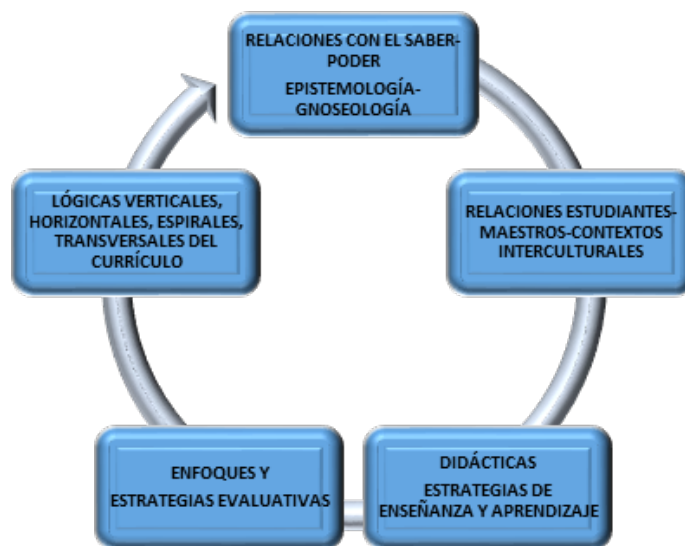 RELACIONES CON EL SABER-
PODER
EPISTEMOLOGÍA-
GNOSEOLOGÍA
RELACIONES ESTUDIANTES-
MAESTROS-CONTEXTOS
INTERCULTURALES
DIDÁCTICAS
ESTRATEGIAS DE
ENSEÑANZA Y APRENDIZAJE
ENFOQUES Y
ESTRATEGIAS EVALUATIVAS
LÓGICAS VERTICALES,
HORIZONTALES, ESPIRALES,
TRANSVERSALES DEL
CURRÍCULO